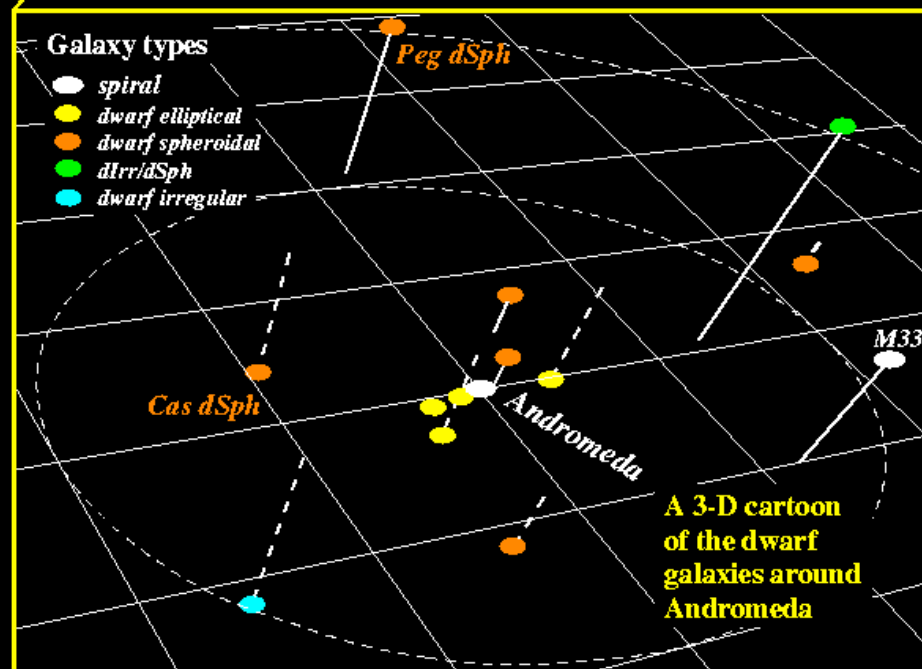 Galaxy types
spiral
dwarf elliptical
dwarf spheroidal
dIrr/dSph
dwarf irregular
Peg dSph
M33
Cas dSph
Andromeda
A 3-D cartoon
of the dwarf
galaxies around
Andromeda